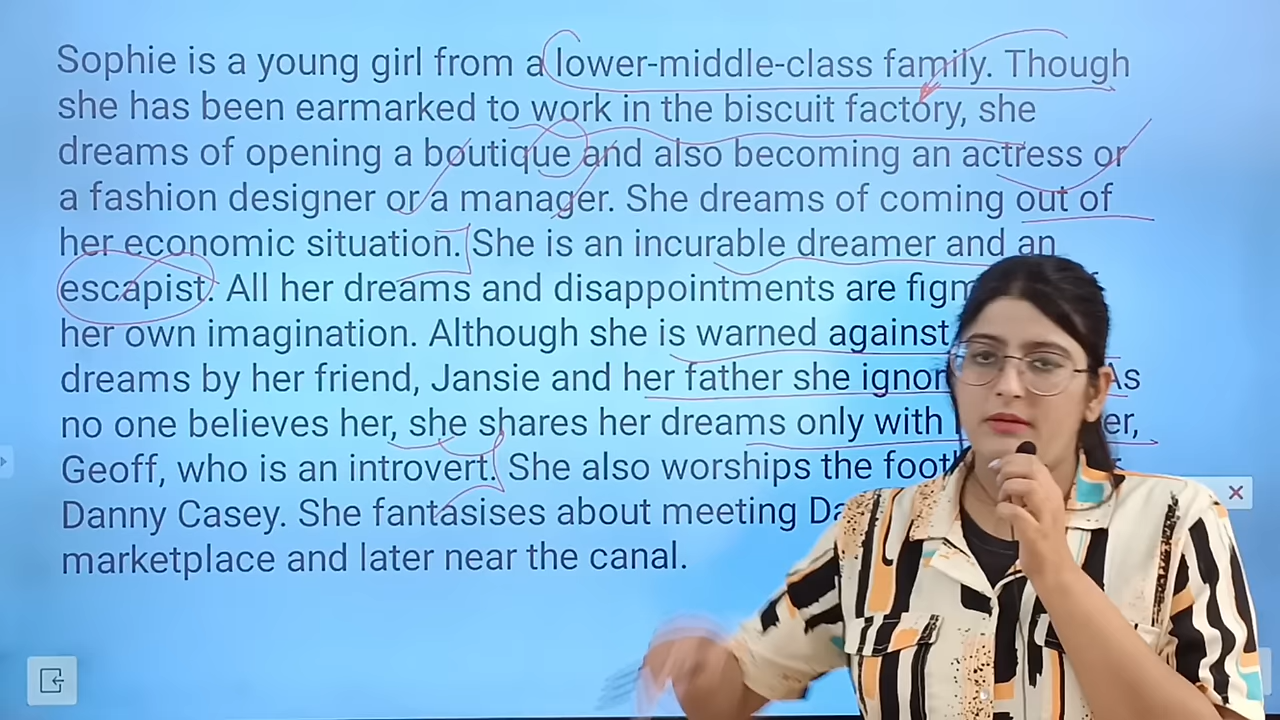 Sophie is a young girl from a lower-middle-class family. Though
she has been earmarked to work in the biscuit factory, she
dreams of opening a boutique and also becoming an actress or
a fashion designer or a manager. She dreams of coming out of
her economic situation. She is an incurable dreamer and an
escapist. All her dreams and disappointments are
her own imagination. Although she is warned against
dreams by her friend, Jansie and her father she As
no one believes her, she shares her dreams only with
Geoff, who is an introvert. She also worships the
Danny Casey. She fantasises about meeting
marketplace and later near the canal.